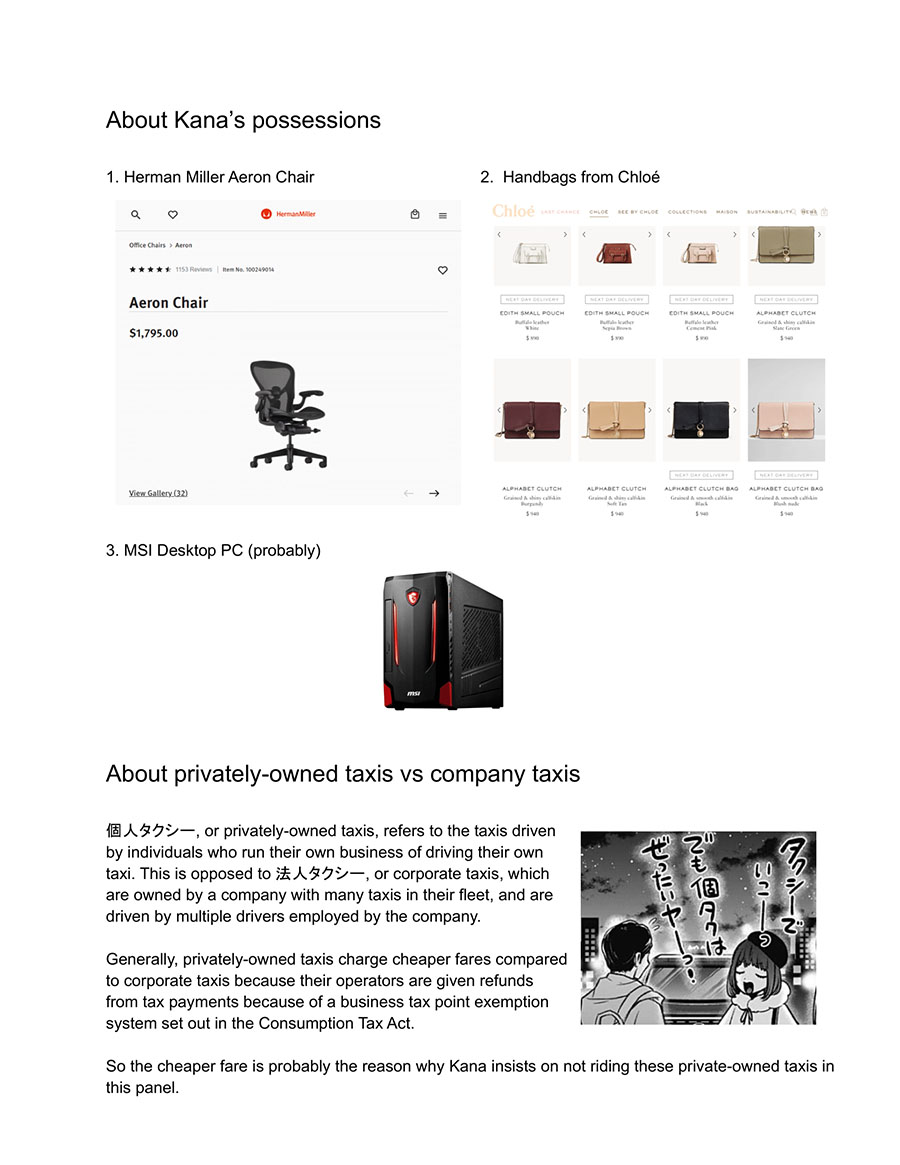 About Kana's possessions
1. Herman Miller Aeron Chair
2. Handbags from Chloé
HermanMiller
Office Chairs > Aeron
1153 Reviews | Item No. 100249014
Aeron Chair
$1,795.00
View Gallery (32)
Chloé LAST CHANCE CHLOÉ SEE BY CHLOÉ COLLECTIONS MAISON SUSTAINABILITY
NEXT DAY DELIVERY NEXT DAY DELIVERY NEXT DAY DELIVERY NEXT DAY DELIVERY
EDITH SMALL POUCH EDITH SMALL POUCH EDITH SMALL POUCH ALPHABET CLUTCH
Buffalo leather Buffalo leather Buffalo leather Grained & shiny calfskin
White Sepia Brown Cement Pink Slate Green
$ 890 $ 890 $ 890 $ 940
NEXT DAY DELIVERY NEXT DAY DELIVERY
ALPHABET CLUTCH ALPHABET CLUTCH ALPHABET CLUTCH BAG ALPHABET CLUTCH BAG
Grained & shiny calfskin Grained & shiny calfskin Grained & smooth calfskin Grained & smooth calfskin
Burgundy Soft Tan Black Blush nude
$ 940 $ 940 $ 940 $ 940
3. MSI Desktop PC (probably)
msi
About privately-owned taxis vs company taxis
個人タクシー, or privately-owned taxis, refers to the taxis driven
by individuals who run their own business of driving their own
taxi. This is opposed to 法人タクシー, or corporate taxis, which
are owned by a company with many taxis in their fleet, and are
driven by multiple drivers employed by the company.
Generally, privately-owned taxis charge cheaper fares compared
to corporate taxis because their operators are given refunds
from tax payments because of a business tax point exemption
system set out in the Consumption Tax Act.
タクシーで
いこーっ
でも個タクは
ぜったいヤーっ!
So the cheaper fare is probably the reason why Kana insists on not riding these private-owned taxis in
this panel.